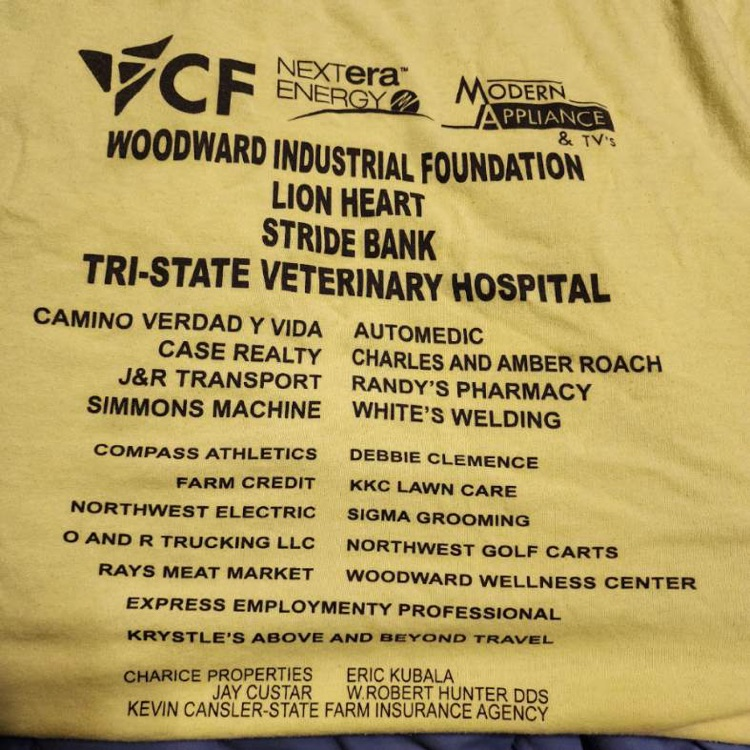 CF NEXTera™ ENERGY MODERN APPLIANCE & TV's
WOODWARD INDUSTRIAL FOUNDATION
LION HEART
STRIDE BANK
TRI-STATE VETERINARY HOSPITAL
CAMINO VERDAD Y VIDA AUTOMEDIC
CASE REALTY CHARLES AND AMBER ROACH
J&R TRANSPORT RANDY'S PHARMACY
SIMMONS MACHINE WHITE'S WELDING
COMPASS ATHLETICS DEBBIE CLEMENCE
FARM CREDIT KKC LAWN CARE
NORTHWEST ELECTRIC SIGMA GROOMING
O AND R TRUCKING LLC NORTHWEST GOLF CARTS
RAYS MEAT MARKET WOODWARD WELLNESS CENTER
EXPRESS EMPLOYMENTY PROFESSIONAL
KRYSTLE'S ABOVE AND BEYOND TRAVEL
CHARICE PROPERTIES ERIC KUBALA
JAY CUSTAR W.ROBERT HUNTER DDS
KEVIN CANSLER-STATE FARM INSURANCE AGENCY